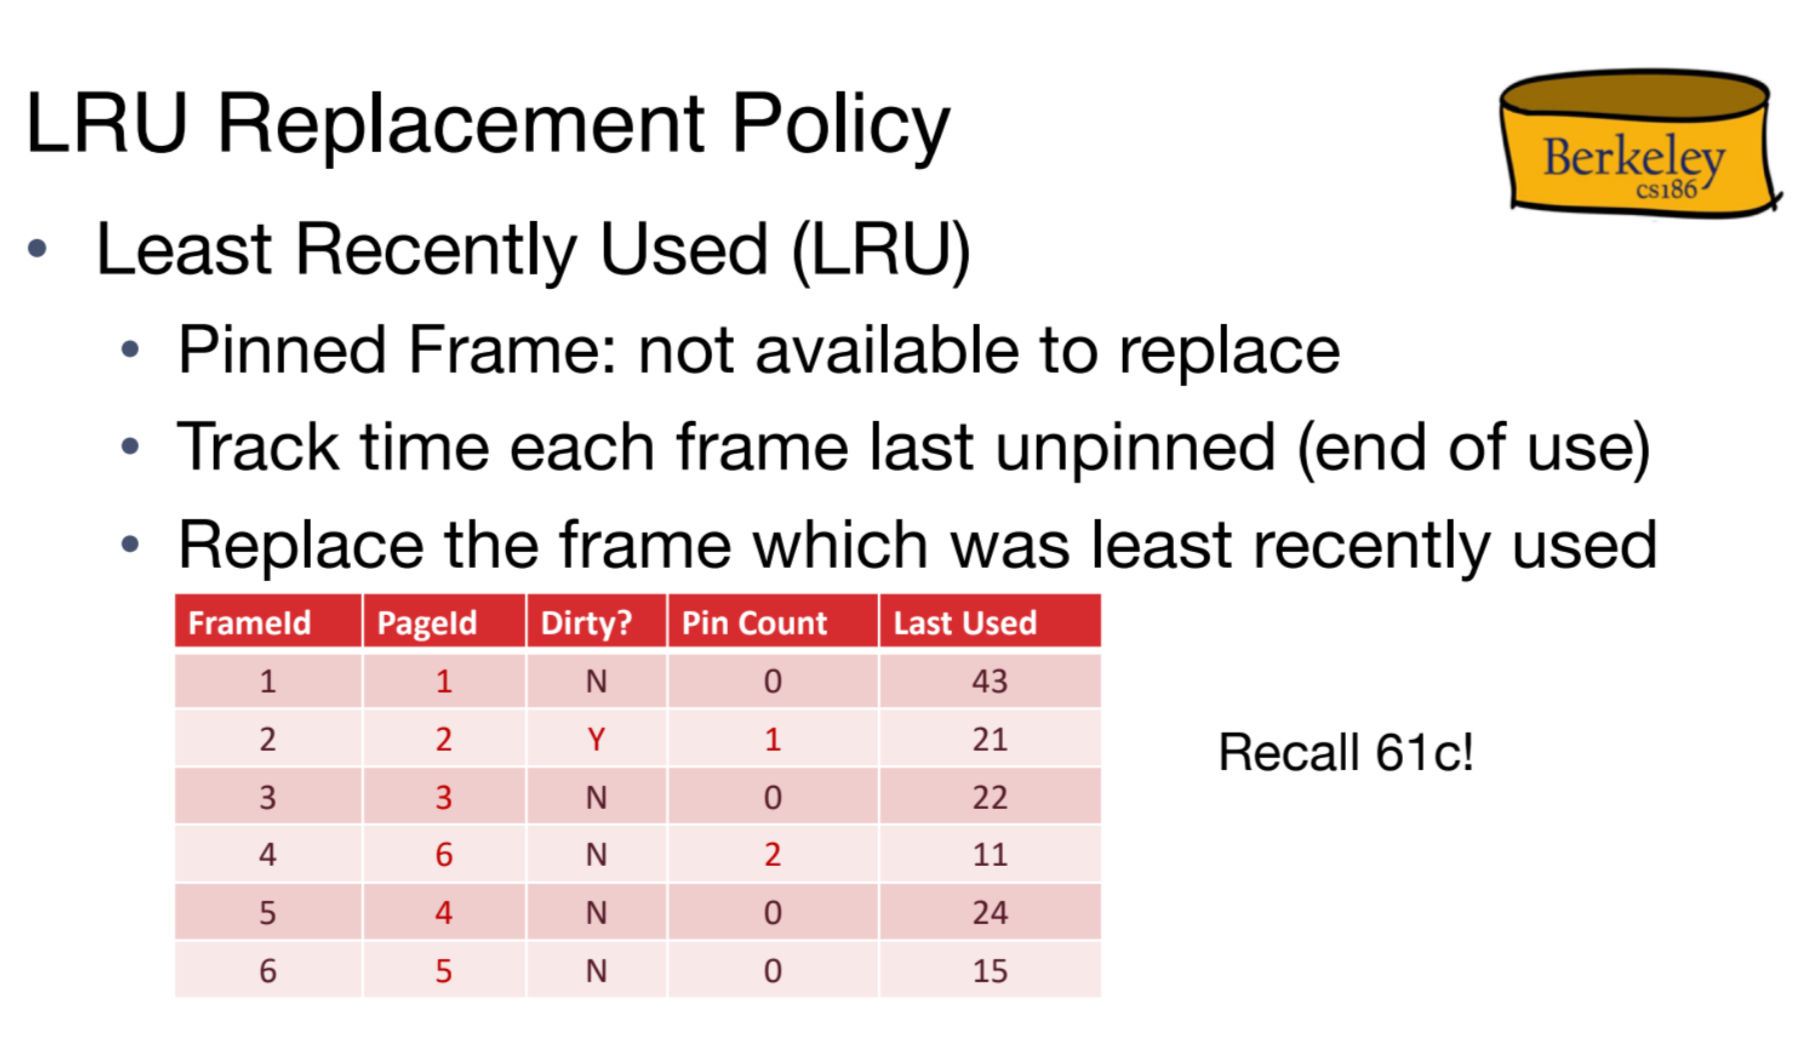 LRU Replacement Policy
Berkeley
cs186
• Least Recently Used (LRU)
• Pinned Frame: not available to replace
• Track time each frame last unpinned (end of use)
• Replace the frame which was least recently used
FrameId PageId Dirty? Pin Count Last Used
1 1 N 0 43
2 2 Y 1 21
3 3 N 0 22
4 6 N 2 11
5 4 N 0 24
6 5 N 0 15
Recall 61c!